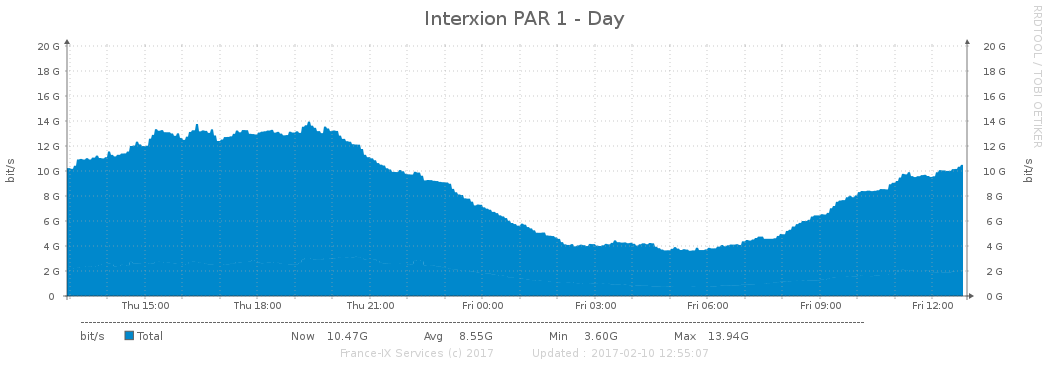 Interxion PAR 1 - Day
RRDTOOL / TOBI OETIKER
bit/s
20 G 20 G
18 G 18 G
16 G 16 G
14 G 14 G
12 G 12 G
10 G 10 G
8 G 8 G
6 G 6 G
4 G 4 G
2 G 2 G
0 0 G
bit/s
Thu 15:00 Thu 18:00 Thu 21:00 Fri 00:00 Fri 03:00 Fri 06:00 Fri 09:00 Fri 12:00
bit/s Total Now 10.47G Avg 8.55G Min 3.60G Max 13.94G
France-IX Services (c) 2017 Updated : 2017-02-10 12:55:07